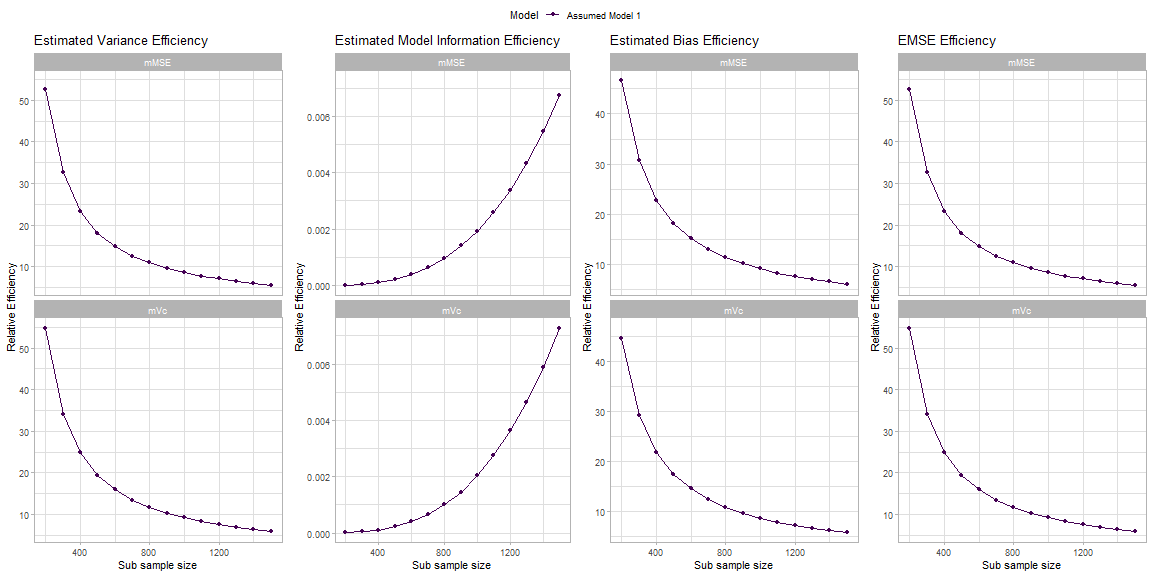 Model Assumed Model 1
Estimated Variance Efficiency
mMSE
50
40
30
20
10
mVc
50
40
30
20
10
400 800 1200
Sub sample size
Relative Efficiency
Estimated Model Information Efficiency
mMSE
0.006
0.004
0.002
0.000
mVc
0.006
0.004
0.002
0.000
400 800 1200
Sub sample size
Relative Efficiency
Estimated Bias Efficiency
mMSE
40
30
20
10
mVc
40
30
20
10
400 800 1200
Sub sample size
Relative Efficiency
EMSE Efficiency
mMSE
50
40
30
20
10
mVc
50
40
30
20
10
400 800 1200
Sub sample size
Relative Efficiency